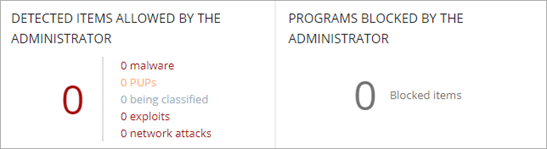 DETECTED ITEMS ALLOWED BY THE
ADMINISTRATOR
0
0 malware
0 PUPs
0 being classified
0 exploits
0 network attacks
PROGRAMS BLOCKED BY THE
ADMINISTRATOR
0 Blocked items